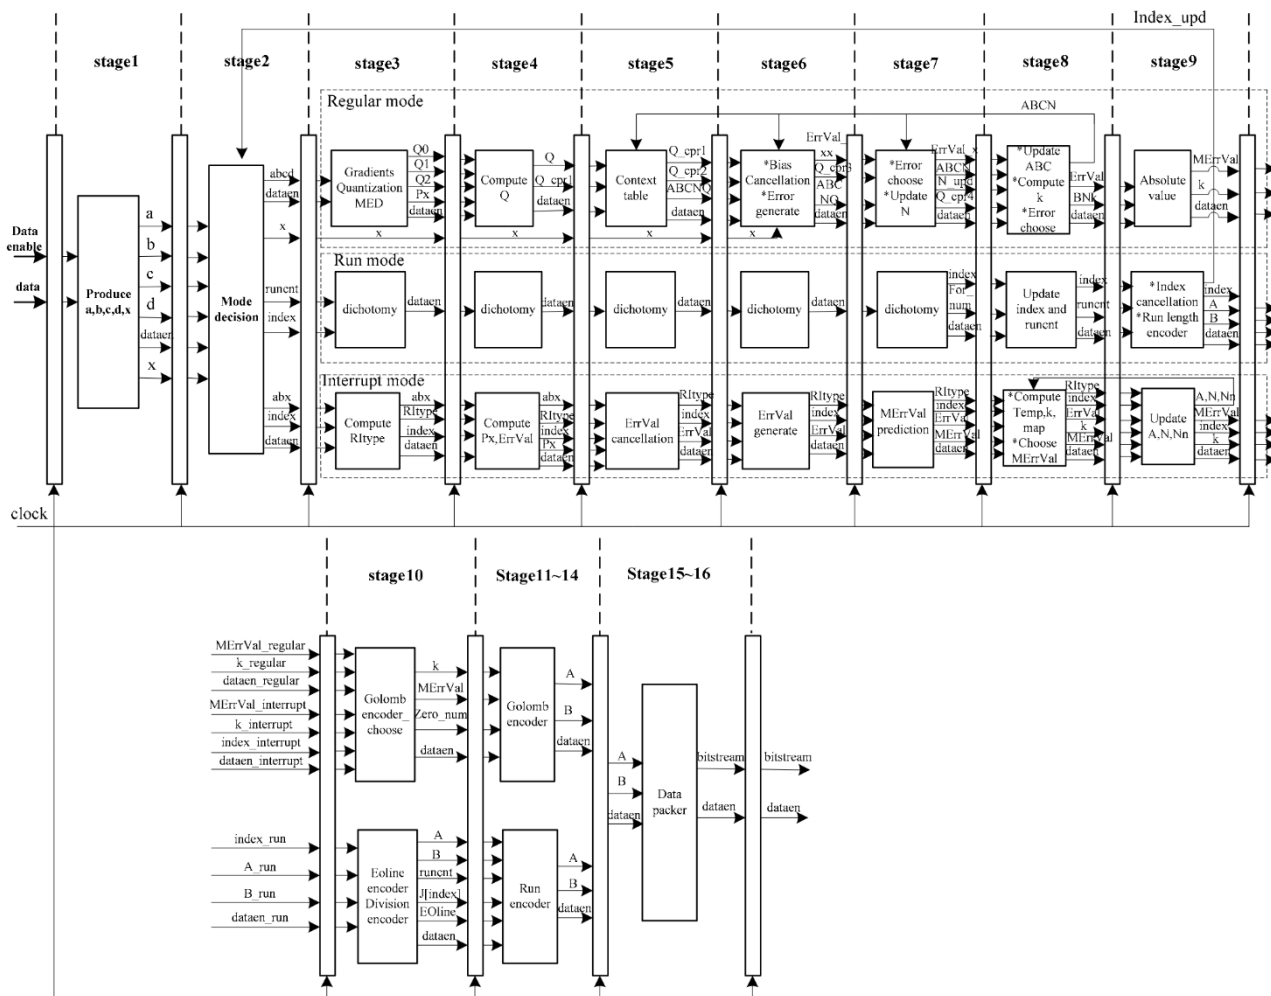 Index_upd
stage1
stage2
stage3
stage4
stage5
stage6
stage7
stage8
stage9
Regular mode
ABCN
Data
enable
data
Produce
a,b,c,d,x
a
b
c
d
dataen
x
Mode
decision
abcd
dataen
x
runcnt
index
abx
index
dataen
Gradients
Quantization
MED
Q0
Q1
Q2
Px
dataen
x
Compute
Q
Q
Q_cpr1
dataen
x
Context
table
Q_cpr1
Q_cpr2
ABCNQ
dataen
x
*Bias
Cancellation
*Error
generate
x
ErrVal_
xx
Q_cpr3
ABC
NQ
dataen
*Error
choose
*Update
N
ErrVal_x
ABCN
N_upd
Q_cpr4
dataen
*Update
ABC
*Compute
k
*Error
choose
ErrVal
BNk
dataen
Absolute
value
MErrVal
k
dataen
Run mode
dichotomy
dataen
dichotomy
dataen
dichotomy
dataen
dichotomy
dataen
dichotomy
index
For_
num
dataen
Update
index and
runcnt
index
runcnt
dataen
*Index
cancellation
*Run length
encoder
index
A
B
dataen
Interrupt mode
Compute
RItype
abx
RItype
index
dataen
Compute
Px,ErrVal
abx
RItype
index
Px
dataen
ErrVal
cancellation
RItype
index
ErrVal
dataen
ErrVal
generate
RItype
index
ErrVal
dataen
MErrVal
prediction
RItype
index
ErrVal
MErrVal
dataen
*Compute
Temp,k,
map
*Choose
MErrVal
RItype
index
ErrVal
k
MErrVal
dataen
Update
A,N,Nn
A,N,Nn
MErrVal
index
k
dataen
clock
stage10
Stage11~14
Stage15~16
MErrVal_regular
k_regular
dataen_regular
MErrVal_interrupt
k_interrupt
index_interrupt
dataen_interrupt
Golomb
encoder_
choose
k
MErrVal
Zero_num
dataen
Golomb
encoder
A
B
dataen
A
B
dataen
Data
packer
bitstream
dataen
bitstream
dataen
index_run
A_run
B_run
dataen_run
Eoline
encoder
Division
encoder
A
B
runcnt
J[index]
EOline
dataen
Run
encoder
A
B
dataen